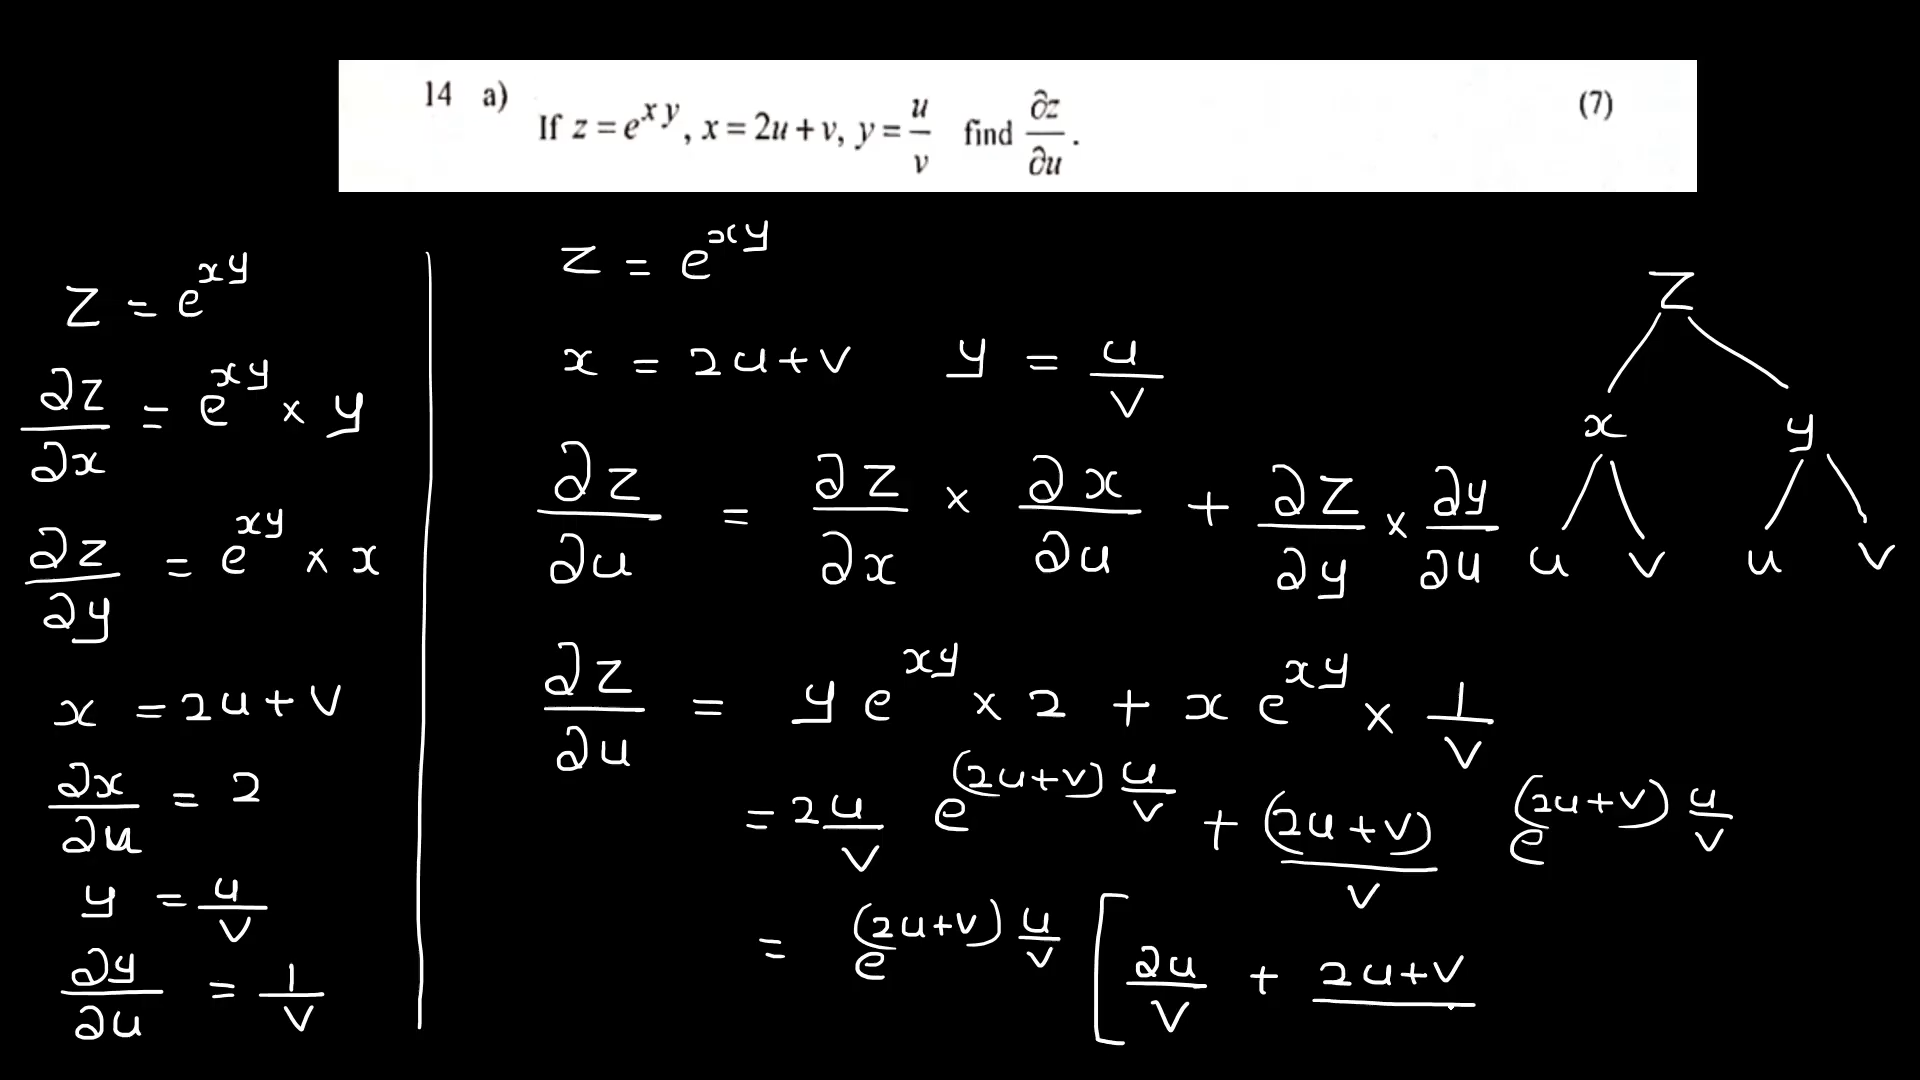 14 a) If z = e^{xy}, x = 2u + v, y = u/v find ∂z/∂u. (7)
z = e^{xy}
∂z/∂x = e^{xy} × y
∂z/∂y = e^{xy} × x
x = 2u + v
∂x/∂u = 2
y = u/v
∂y/∂u = 1/v
z = e^{xy}
x = 2u + v y = u/v
∂z/∂u = ∂z/∂x × ∂x/∂u + ∂z/∂y × ∂y/∂u
∂z/∂u = y e^{xy} × 2 + x e^{xy} × 1/v
= 2u/v e^{(2u+v) u/v} + (2u+v)/v e^{(2u+v) u/v}
= e^{(2u+v) u/v} [ 2u/v + 2u+v/
z
x y
u v u v